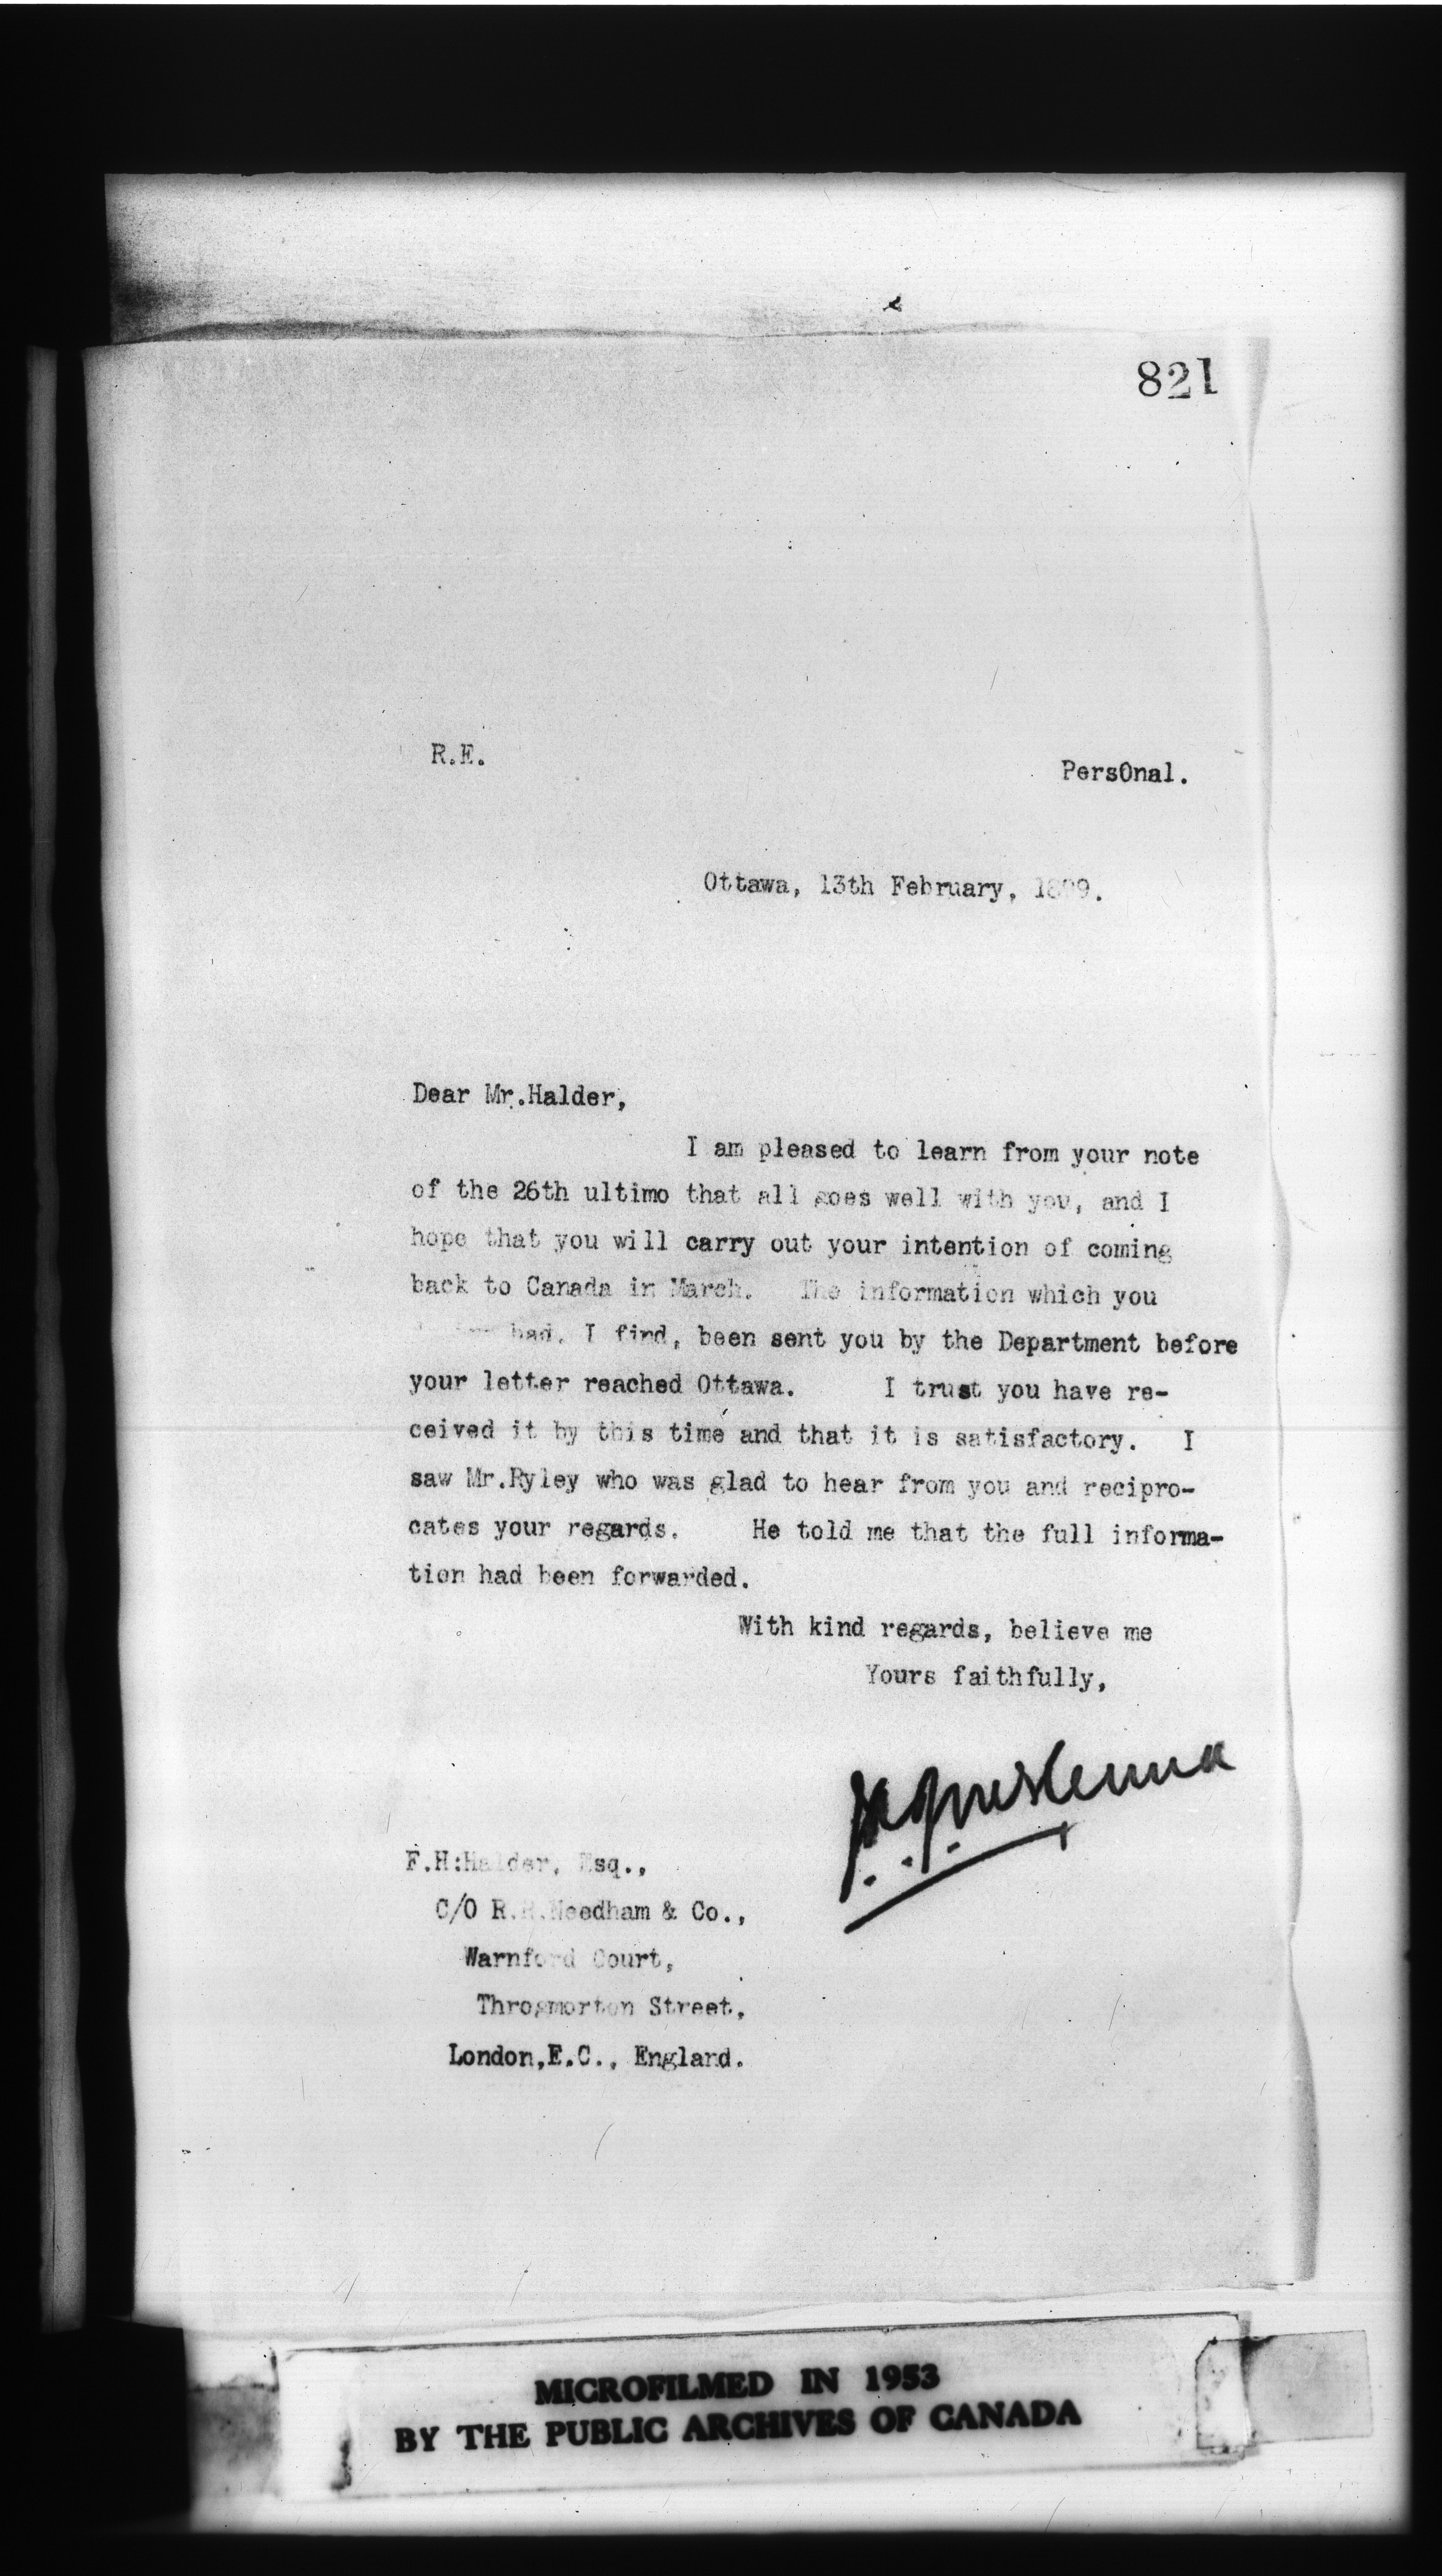 821
R.E.
Pers0nal.
Ottawa, 13th February, 1899.
Dear Mr.Halder,
I am pleased to learn from your note
of the 26th ultimo that all goes well with you, and I
hope that you will carry out your intention of coming
back to Canada in March. The information which you
had, I find, been sent you by the Department before
your letter reached Ottawa. I trust you have re-
ceived it by this time and that it is satisfactory. I
saw Mr.Ryley who was glad to hear from you and recipro-
cates your regards. He told me that the full informa-
tion had been forwarded.
With kind regards, believe me
Yours faithfully,
F.H:Halder, Esq.,
C/O R.R.Needham & Co.,
Warnford Court,
Throgmorton Street,
London,E.C., England.
MICROFILMED IN 1953
BY THE PUBLIC ARCHIVES OF CANADA